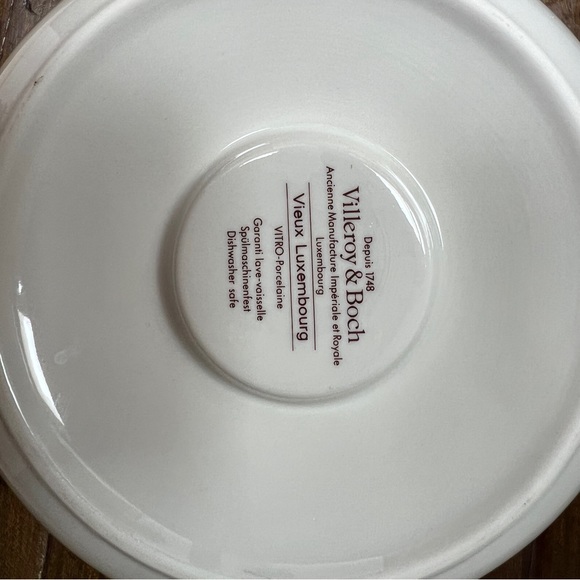 Depuis 1748
Villeroy & Boch
Ancienne Manufacture Impériale et Royale
Luxembourg
Vieux Luxembourg
VITRO-Porcelaine
Garanti lave-vaisselle
Spülmaschinenfest
Dishwasher safe